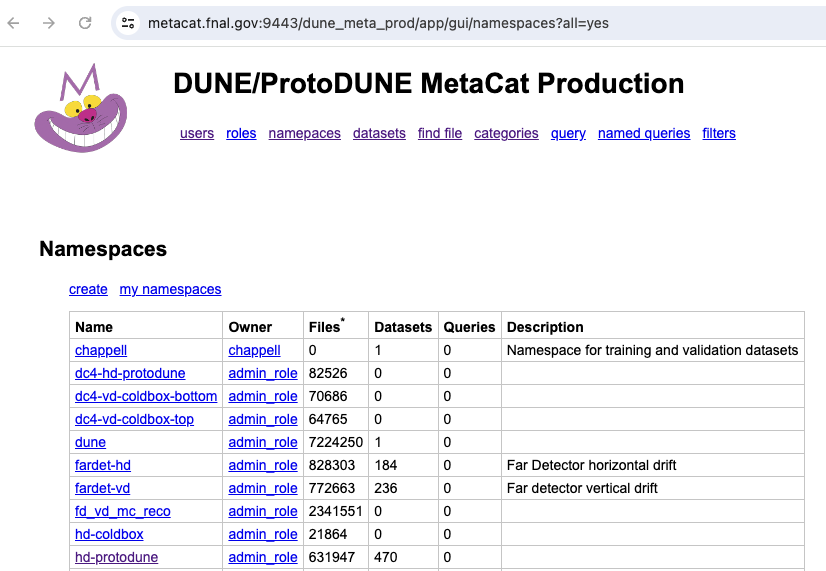 metacat.fnal.gov:9443/dune_meta_prod/app/gui/namespaces?all=yes
DUNE/ProtoDUNE MetaCat Production
users roles namepaces datasets find file categories query named queries filters
Namespaces
create my namespaces
Name Owner Files* Datasets Queries Description
chappell chappell 0 1 0 Namespace for training and validation datasets
dc4-hd-protodune admin_role 82526 0 0
dc4-vd-coldbox-bottom admin_role 70686 0 0
dc4-vd-coldbox-top admin_role 64765 0 0
dune admin_role 7224250 1 0
fardet-hd admin_role 828303 184 0 Far Detector horizontal drift
fardet-vd admin_role 772663 236 0 Far detector vertical drift
fd_vd_mc_reco admin_role 2341551 0 0
hd-coldbox admin_role 21864 0 0
hd-protodune admin_role 631947 470 0